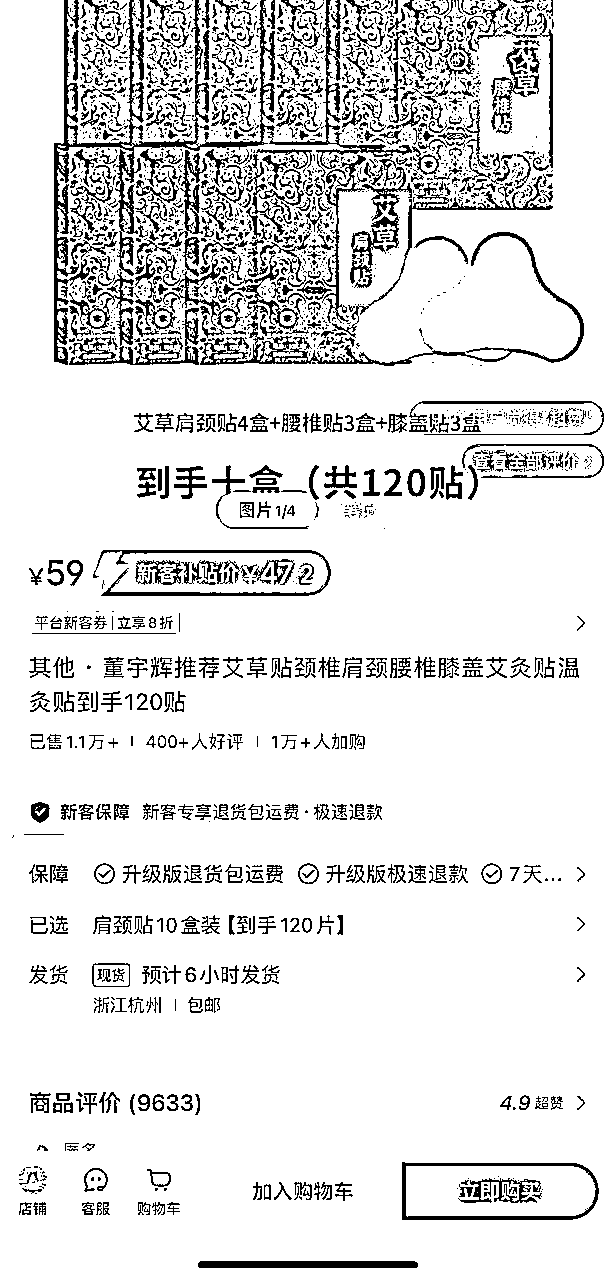 艾草
腰椎贴
艾草
肩颈贴
艾草肩颈贴4盒+腰椎贴3盒+膝盖贴3盒
查看全部评价
到手十盒（共120贴）
图片 1/4
¥59 新客补贴价¥47.2
平台新客券 立享8折
其他·董宇辉推荐艾草贴颈椎肩颈腰椎膝盖艾灸贴温
灸贴到手120贴
已售1.1万+ 400+人好评 1万+人加购
新客保障 新客专享退货包运费·极速退款
保障 升级版退货包运费 升级版极速退款 7天...
已选 肩颈贴10盒装【到手120片】
发货 现货 预计6小时发货
浙江杭州 包邮
商品评价 (9633) 4.9 超赞
店铺 客服 购物车 加入购物车 立即购买